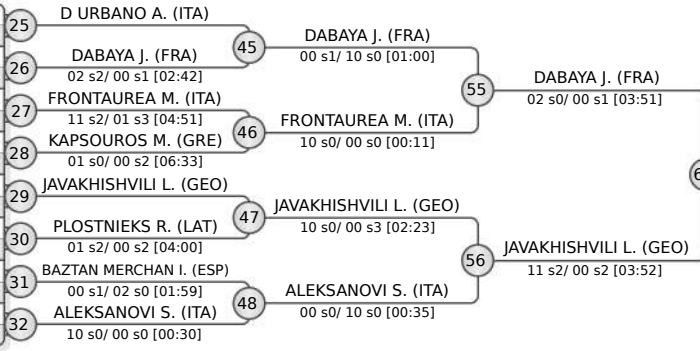 25
D URBANO A. (ITA)
26
DABAYA J. (FRA)
02 s2/ 00 s1 [02:42]
27
FRONTAUREA M. (ITA)
11 s2/ 01 s3 [04:51]
28
KAPSOUROS M. (GRE)
01 s0/ 00 s2 [06:33]
29
JAVAKHISHVILI L. (GEO)
30
PLOSTNIEKS R. (LAT)
01 s2/ 00 s2 [04:00]
31
BAZTAN MERCHAN I. (ESP)
00 s1/ 02 s0 [01:59]
32
ALEKSANOVI S. (ITA)
10 s0/ 00 s0 [00:30]
45
DABAYA J. (FRA)
00 s1/ 10 s0 [01:00]
46
FRONTAUREA M. (ITA)
10 s0/ 00 s0 [00:11]
47
JAVAKHISHVILI L. (GEO)
10 s0/ 00 s3 [02:23]
48
ALEKSANOVI S. (ITA)
00 s0/ 10 s0 [00:35]
55
DABAYA J. (FRA)
02 s0/ 00 s1 [03:51]
56
JAVAKHISHVILI L. (GEO)
11 s2/ 00 s2 [03:52]